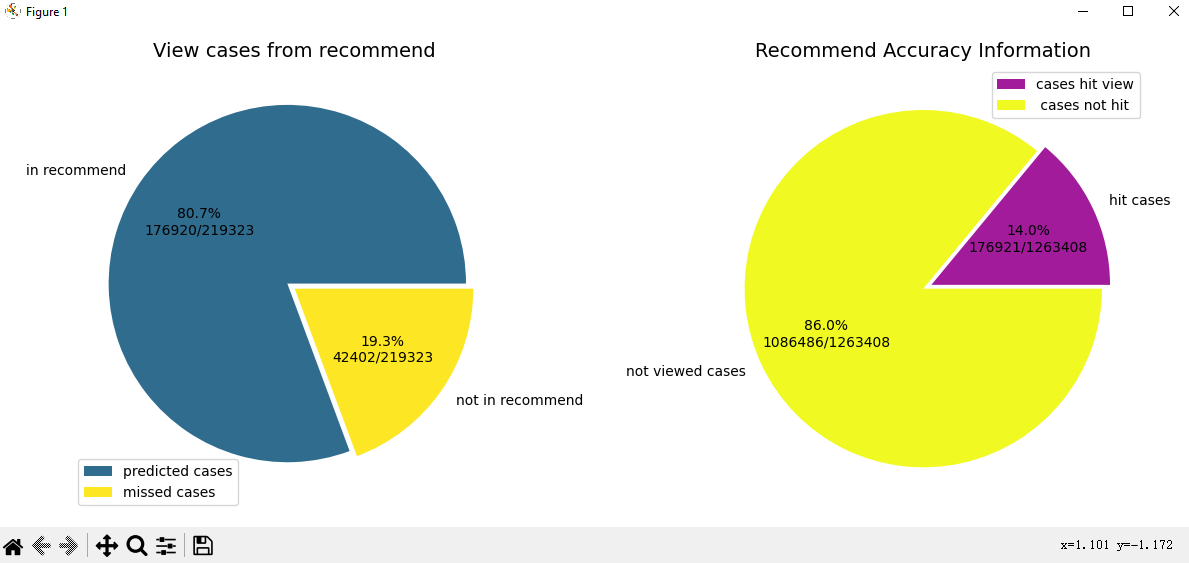 Figure 1
View cases from recommend
in recommend
80.7%
176920/219323
19.3%
42402/219323
not in recommend
predicted cases
missed cases
Recommend Accuracy Information
cases hit view
cases not hit
hit cases
14.0%
176921/1263408
86.0%
1086486/1263408
not viewed cases
x=1.101 y=-1.172